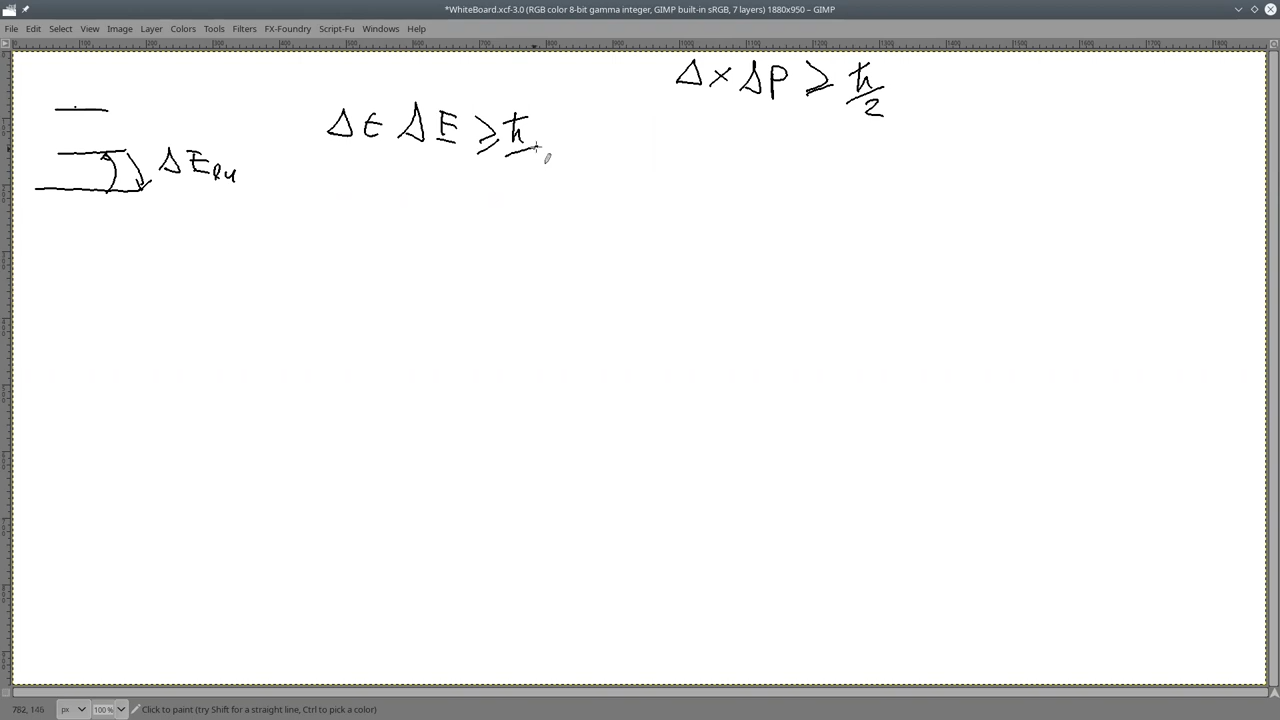 *WhiteBoard.xcf-3.0 (RGB color 8-bit gamma integer, GIMP built-in sRGB, 7 layers) 1880x950 – GIMP
File Edit Select View Image Layer Colors Tools Filters FX-Foundry Script-Fu Windows Help
Δx ΔP ≥ ħ/2
Δt ΔE ≥ ħ
ΔE
782, 146 px 100% Click to paint (try Shift for a straight line, Ctrl to pick a color)